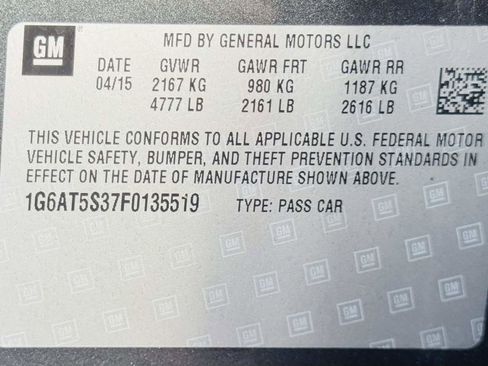 GM
MFD BY GENERAL MOTORS LLC
DATE GVWR GAWR FRT GAWR RR
04/15 2167 KG 980 KG 1187 KG
4777 LB 2161 LB 2616 LB
THIS VEHICLE CONFORMS TO ALL APPLICABLE U.S. FEDERAL MOTOR
VEHICLE SAFETY, BUMPER, AND THEFT PREVENTION STANDARDS IN
EFFECT ON THE DATE OF MANUFACTURE SHOWN ABOVE.
1G6AT5S37F0135519 TYPE: PASS CAR